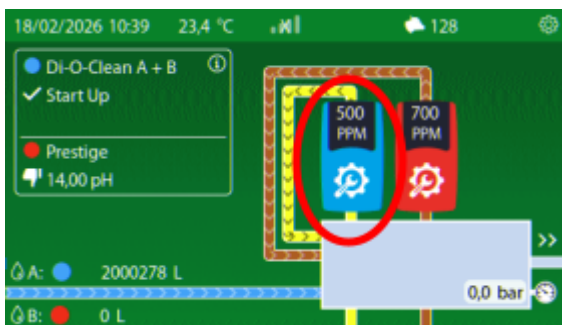 18/02/2026 10:39 23,4 °C 128
Di-O-Clean A + B
Start Up
Prestige
14,00 pH
500 PPM
700 PPM
>>
A: 2000278 L
0,0 bar
B: 0 L